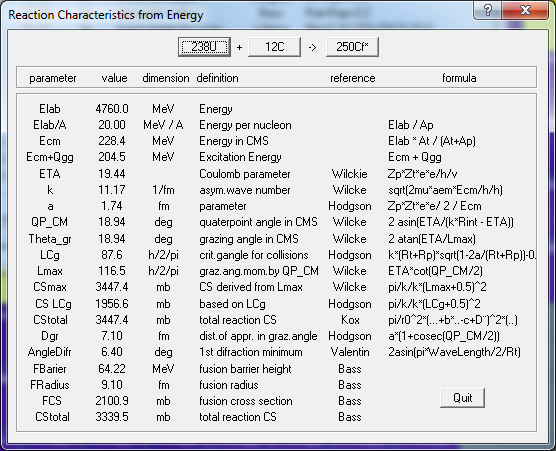 Reaction Characteristics from Energy
238U + 12C -> 250Cf*
parameter value dimension definition reference formula
Elab 4760.0 MeV Energy
Elab/A 20.00 MeV / A Energy per nucleon Elab / Ap
Ecm 228.4 MeV Energy in CMS Elab * At / (At+Ap)
Ecm+Qgg 204.5 MeV Excitation Energy Ecm + Qgg
ETA 19.44 Coulomb parameter Wilckie Zp*Zt*e*e/h/v
k 11.17 1/fm asym.wave number Wilcke sqrt(2mu*aem*Ecm/h/h)
a 1.74 fm parameter Hodgson Zp*Zt*e*e/ 2 / Ecm
QP_CM 18.94 deg quaterpoint angle in CMS Wilcke 2 asin(ETA/(k*Rint - ETA))
Theta_gr 18.94 deg grazing angle in CMS Wilcke 2 atan(ETA/Lmax)
LCg 87.6 h/2/pi crit.gangle for collisions Hodgson k*(Rt+Rp)*sqrt(1-2a/(Rt+Rp))-0.
Lmax 116.5 h/2/pi graz.ang.mom.by QP_CM Wilcke ETA*cot(QP_CM/2)
CSmax 3447.4 mb CS derived from Lmax Wilcke pi/k/k*(Lmax+0.5)^2
CS LCg 1956.6 mb based on LCg Hodgson pi/k/k*(LCg+0.5)^2
CStotal 3447.4 mb total reaction CS Kox pi/r0^2*(...+b*..-c+D¨)^2*(..)
Dgr 7.10 fm dist.of appr. in graz.angle Hodgson a*(1+cosec(QP_CM/2))
AngleDifr 6.40 deg 1st difraction minimum Valentin 2asin(pi*WaveLength/2/Rt)
FBarier 64.22 MeV fusion barrier height Bass
FRadius 9.10 fm fusion radius Bass
FCS 2100.9 mb fusion cross section Bass
CStotal 3339.5 mb total reaction CS Bass
Quit